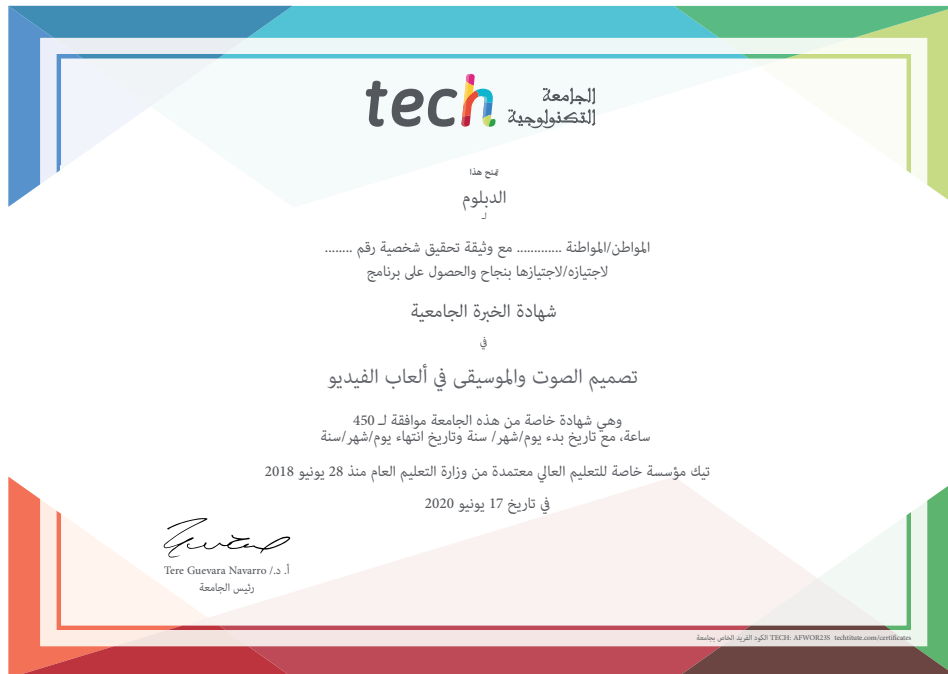 tech الجامعة
التكنولوجية
تمنح هذا
الدبلوم
لـ
المواطن/المواطنة ............. مع وثيقة تحقيق شخصية رقم ........
لاجتيازه/لاجتيازها بنجاح والحصول على برنامج
شهادة الخبرة الجامعية
في
تصميم الصوت والموسيقى في ألعاب الفيديو
وهي شهادة خاصة من هذه الجامعة موافقة لـ 450
ساعة، مع تاريخ بدء يوم/شهر/ سنة وتاريخ انتهاء يوم/شهر/سنة
تيك مؤسسة خاصة للتعليم العالي معتمدة من وزارة التعليم العام منذ 28 يونيو 2018
في تاريخ 17 يونيو 2020
أ. د./ Tere Guevara Navarro
رئيس الجامعة
الكود الفريد الخاص بجامعة TECH: AFWOR23S techtitute.com/certificates